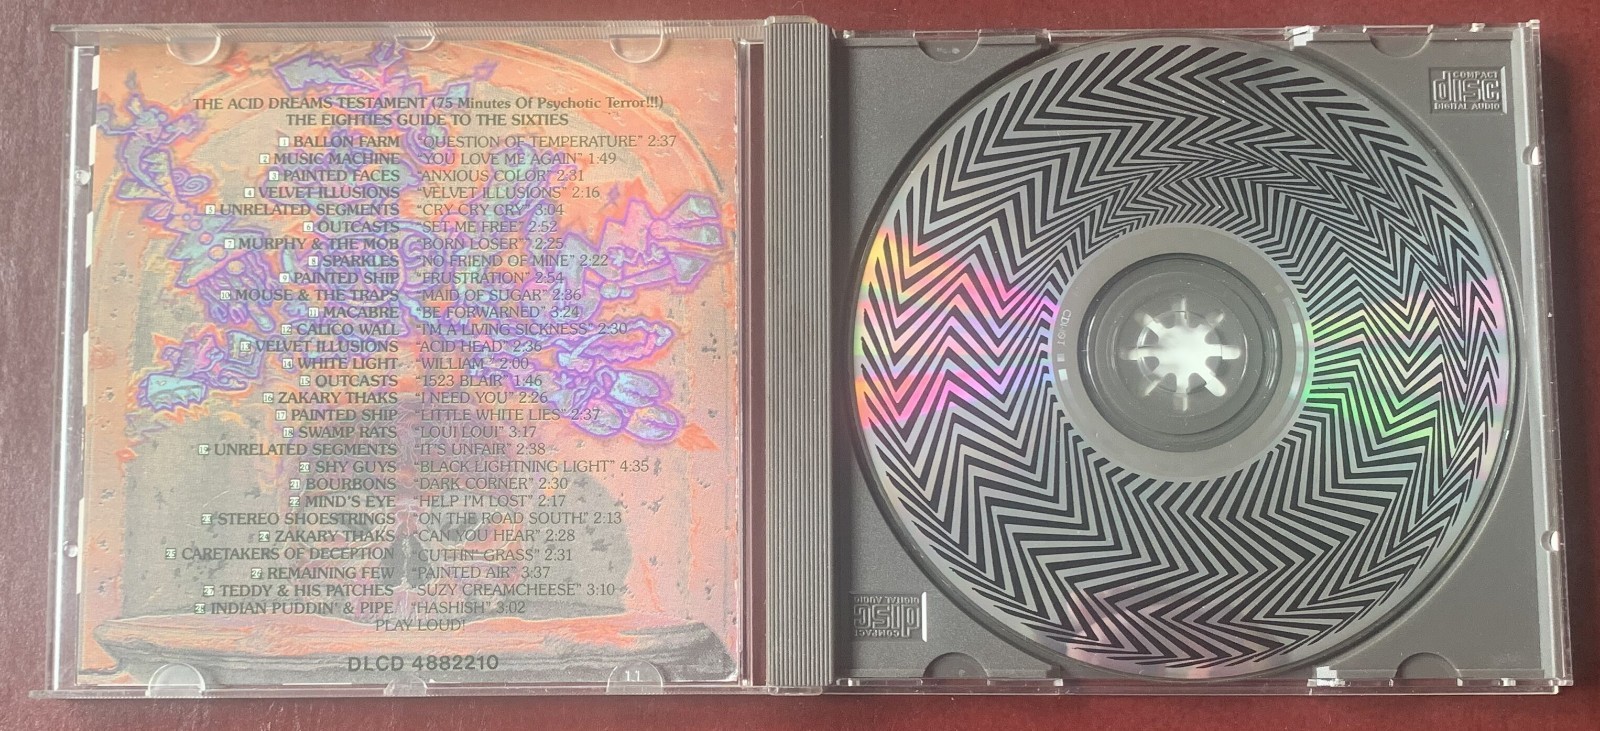 THE ACID DREAMS TESTAMENT (75 Minutes Of Psychotic Terror!!!)
THE EIGHTIES GUIDE TO THE SIXTIES
1 BALLON FARM "QUESTION OF TEMPERATURE" 2:37
2 MUSIC MACHINE "YOU LOVE ME AGAIN" 1:49
3 PAINTED FACES "ANXIOUS COLOR" 2:31
4 VELVET ILLUSIONS "VELVET ILLUSIONS" 2:16
5 UNRELATED SEGMENTS "CRY CRY CRY" 3:04
6 OUTCASTS "SET ME FREE" 2:52
7 MURPHY & THE MOB "BORN LOSER" 2:25
8 SPARKLES "NO FRIEND OF MINE" 2:22
9 PAINTED SHIP "FRUSTRATION" 2:54
10 MOUSE & THE TRAPS "MAID OF SUGAR" 2:36
11 MACABRE "BE FORWARNED" 3:24
12 CALICO WALL "I'M A LIVING SICKNESS" 2:30
13 VELVET ILLUSIONS "ACID HEAD" 2:36
14 WHITE LIGHT "WILLIAM" 2:00
15 OUTCASTS "1523 BLAIR" 1:46
16 ZAKARY THAKS "I NEED YOU" 2:26
17 PAINTED SHIP "LITTLE WHITE LIES" 2:37
18 SWAMP RATS "LOUI LOUI" 3:17
19 UNRELATED SEGMENTS "IT'S UNFAIR" 2:38
20 SHY GUYS "BLACK LIGHTNING LIGHT" 4:35
21 BOURBONS "DARK CORNER" 2:30
22 MIND'S EYE "HELP I'M LOST" 2:17
23 STEREO SHOESTRINGS "ON THE ROAD SOUTH" 2:13
24 ZAKARY THAKS "CAN YOU HEAR" 2:28
25 CARETAKERS OF DECEPTION "CUTTIN' GRASS" 2:31
26 REMAINING FEW "PAINTED AIR" 3:37
27 TEDDY & HIS PATCHES "SUZY CREAMCHEESE" 3:10
28 INDIAN PUDDIN' & PIPE "HASHISH" 3:02
PLAY LOUD!
DLCD 4882210
11
COMPACT
disc
DIGITAL AUDIO
COMPACT
disc
DIGITAL AUDIO